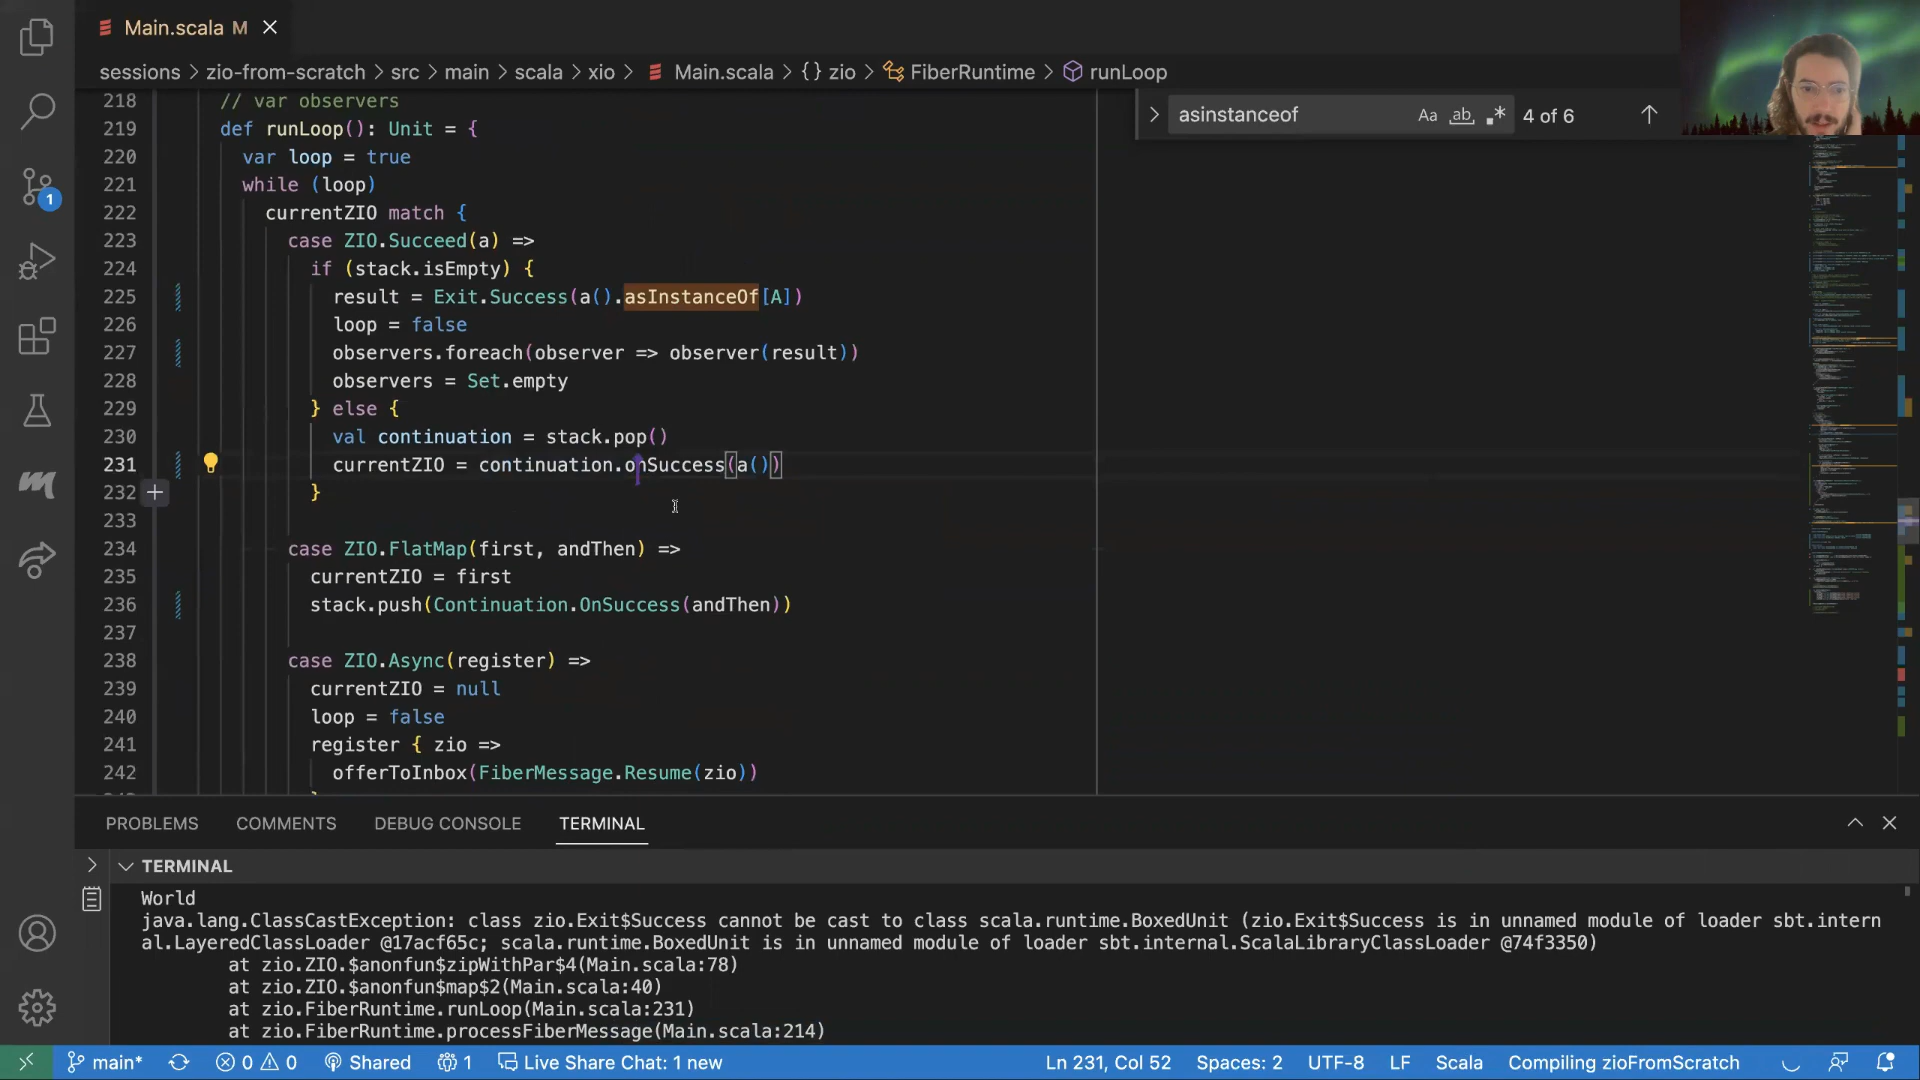 Main.scala M
sessions > zio-from-scratch > src > main > scala > xio > Main.scala > {} zio > FiberRuntime > runLoop
asinstanceof Aa ab .* 4 of 6
218 // var observers
219 def runLoop(): Unit = {
220 var loop = true
221 while (loop)
222 currentZIO match {
223 case ZIO.Succeed(a) =>
224 if (stack.isEmpty) {
225 result = Exit.Success(a().asInstanceOf[A])
226 loop = false
227 observers.foreach(observer => observer(result))
228 observers = Set.empty
229 } else {
230 val continuation = stack.pop()
231 currentZIO = continuation.onSuccess(a())
232 }
233
234 case ZIO.FlatMap(first, andThen) =>
235 currentZIO = first
236 stack.push(Continuation.OnSuccess(andThen))
237
238 case ZIO.Async(register) =>
239 currentZIO = null
240 loop = false
241 register { zio =>
242 offerToInbox(FiberMessage.Resume(zio))
PROBLEMS COMMENTS DEBUG CONSOLE TERMINAL
TERMINAL
World
java.lang.ClassCastException: class zio.Exit$Success cannot be cast to class scala.runtime.BoxedUnit (zio.Exit$Success is in unnamed module of loader sbt.intern
al.LayeredClassLoader @17acf65c; scala.runtime.BoxedUnit is in unnamed module of loader sbt.internal.ScalaLibraryClassLoader @74f3350)
at zio.ZIO.$anonfun$zipWithPar$4(Main.scala:78)
at zio.ZIO.$anonfun$map$2(Main.scala:40)
at zio.FiberRuntime.runLoop(Main.scala:231)
at zio.FiberRuntime.processFiberMessage(Main.scala:214)
main* 0 0 Shared 1 Live Share Chat: 1 new Ln 231, Col 52 Spaces: 2 UTF-8 LF Scala Compiling zioFromScratch
1